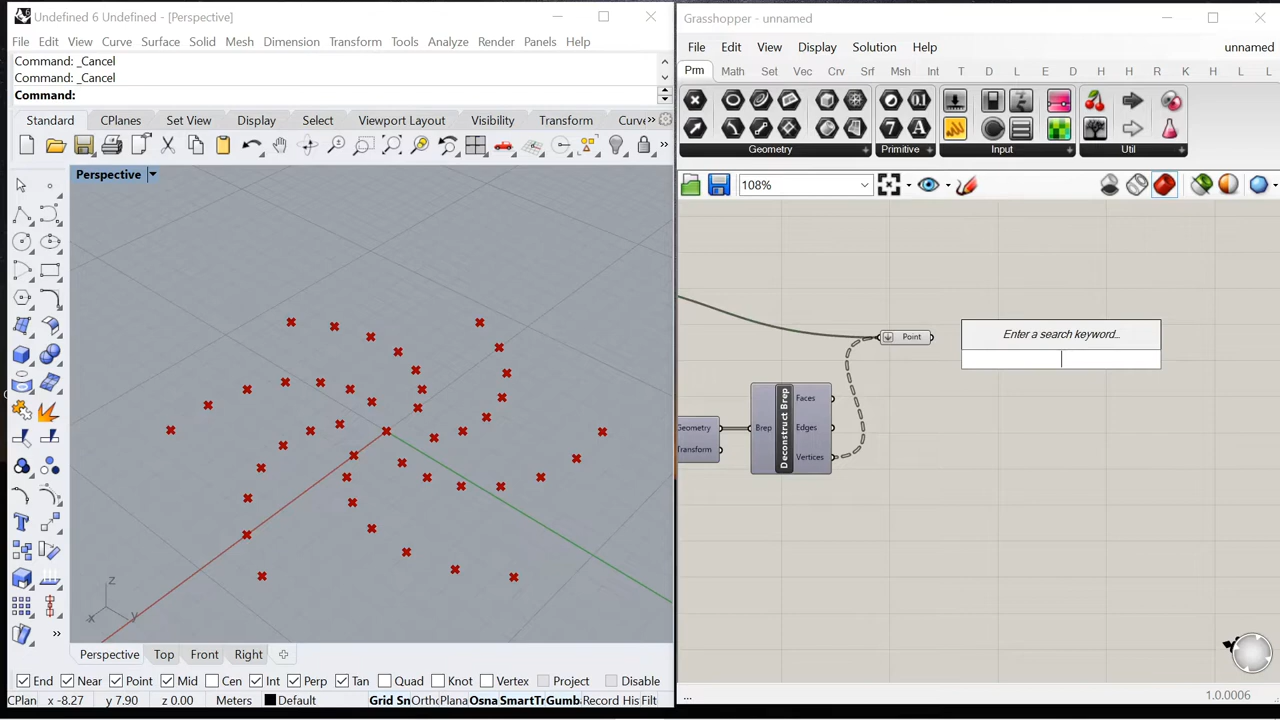 Undefined 6 Undefined - [Perspective]
File Edit View Curve Surface Solid Mesh Dimension Transform Tools Analyze Render Panels Help
Command: _Cancel
Command: _Cancel
Command:
Standard CPlanes Set View Display Select Viewport Layout Visibility Transform Curve
Perspective
z
x y
Perspective Top Front Right
End Near Point Mid Cen Int Perp Tan Quad Knot Vertex Project Disable
CPlan x -8.27 y 7.90 z 0.00 Meters Default Grid Sn Ortho Plana Osna SmartTr Gumb Record His Filt
Grasshopper - unnamed
File Edit View Display Solution Help unnamed
Prm Math Set Vec Crv Srf Msh Int T D L E D H H R K H L L
0.1
7 A
Geometry Primitive Input Util
108%
Point
Enter a search keyword...
Deconstruct Brep
Faces
Geometry Brep Edges
Transform Vertices
...
1.0.0006